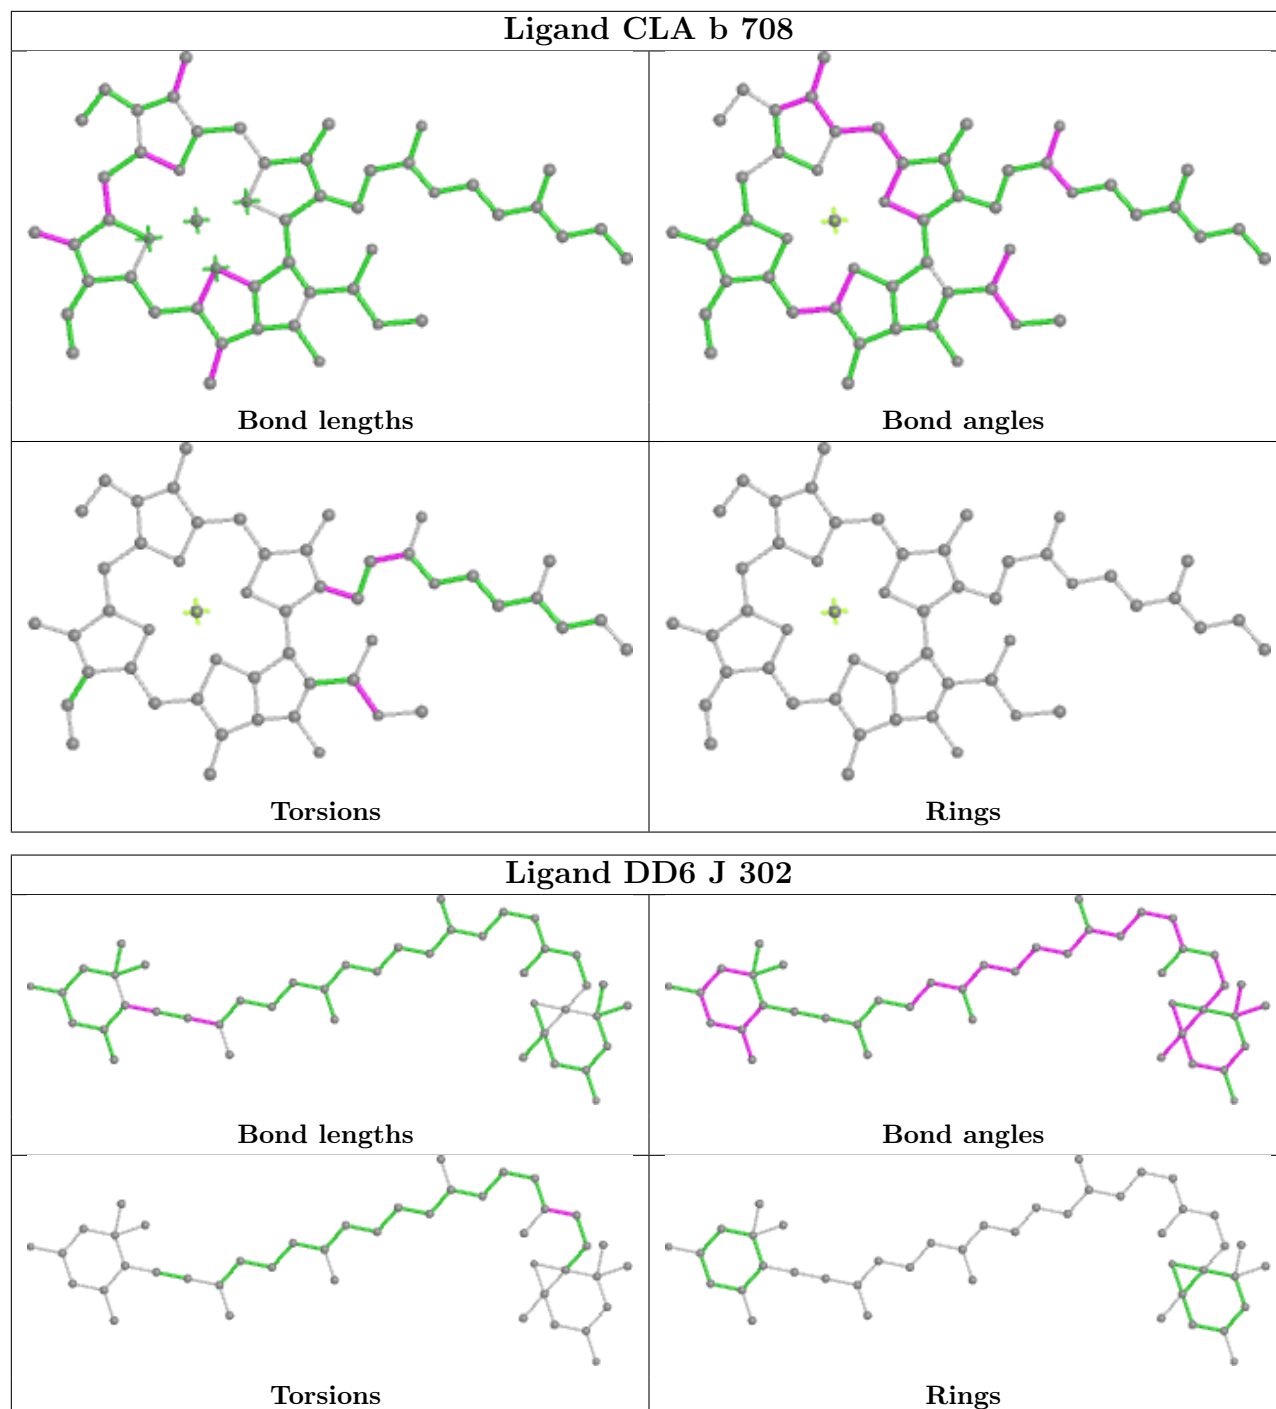 Ligand CLA b 708
Bond lengths
Bond angles
Torsions
Rings
Ligand DD6 J 302
Bond lengths
Bond angles
Torsions
Rings